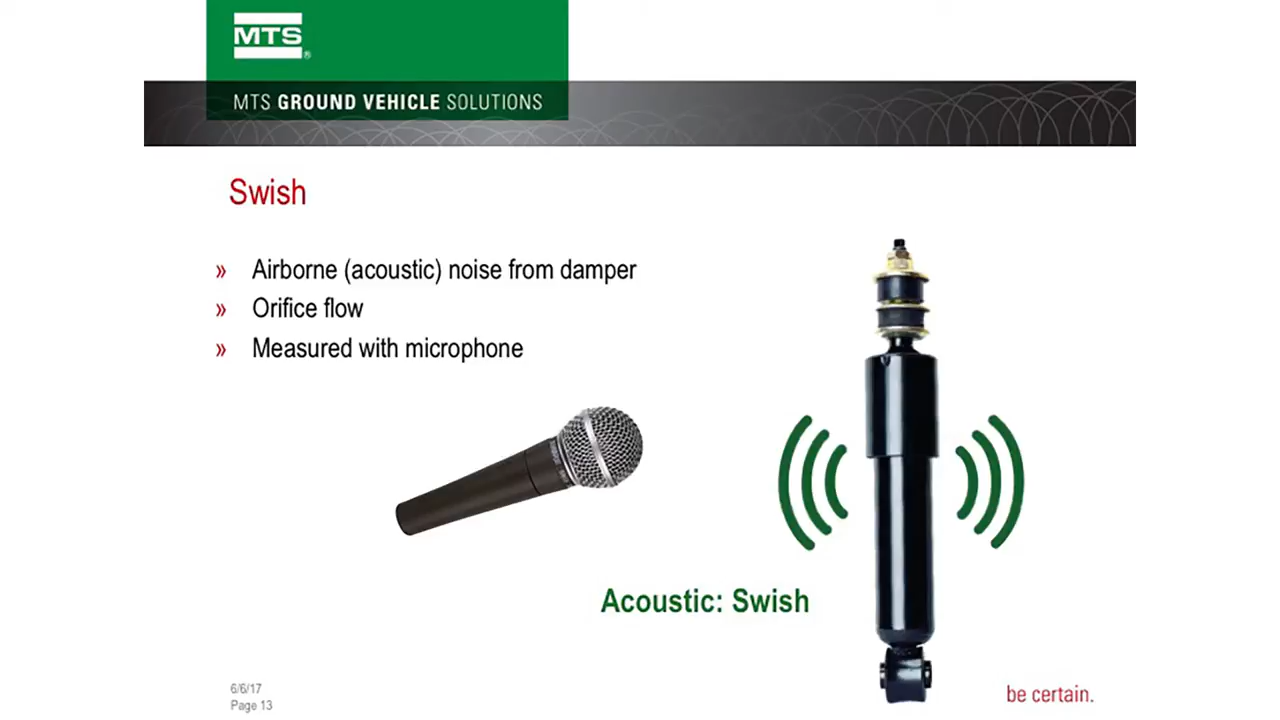 MTS®
MTS GROUND VEHICLE SOLUTIONS
Swish
» Airborne (acoustic) noise from damper
» Orifice flow
» Measured with microphone
Acoustic: Swish
6/6/17
Page 13
be certain.